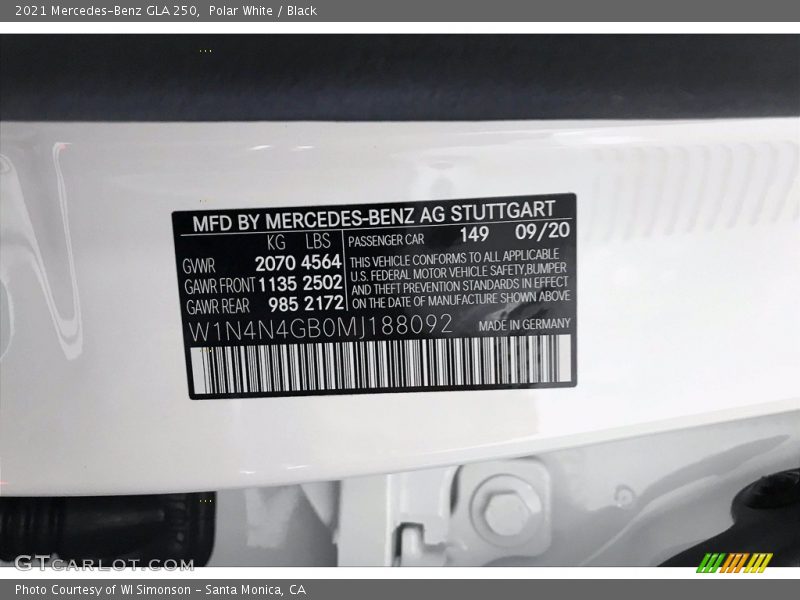 2021 Mercedes-Benz GLA 250, Polar White / Black
MFD BY MERCEDES-BENZ AG STUTTGART
KG LBS PASSENGER CAR 149 09/20
GVWR 2070 4564
GAWR FRONT 1135 2502
GAWR REAR 985 2172
THIS VEHICLE CONFORMS TO ALL APPLICABLE
U.S. FEDERAL MOTOR VEHICLE SAFETY,BUMPER
AND THEFT PREVENTION STANDARDS IN EFFECT
ON THE DATE OF MANUFACTURE SHOWN ABOVE
W1N4N4GB0MJ188092 MADE IN GERMANY
GTCARLOT.COM
Photo Courtesy of WI Simonson - Santa Monica, CA